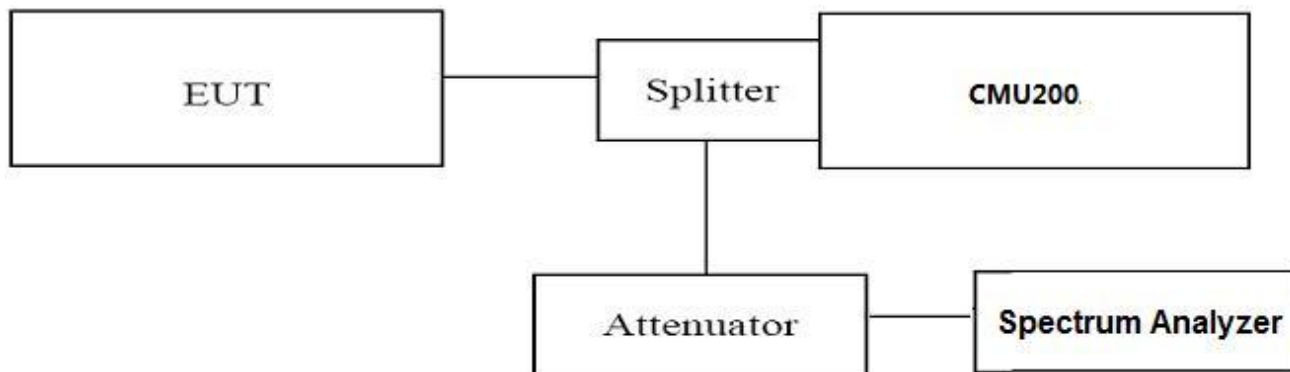 EUT
Splitter
CMU200
Attenuator
Spectrum Analyzer